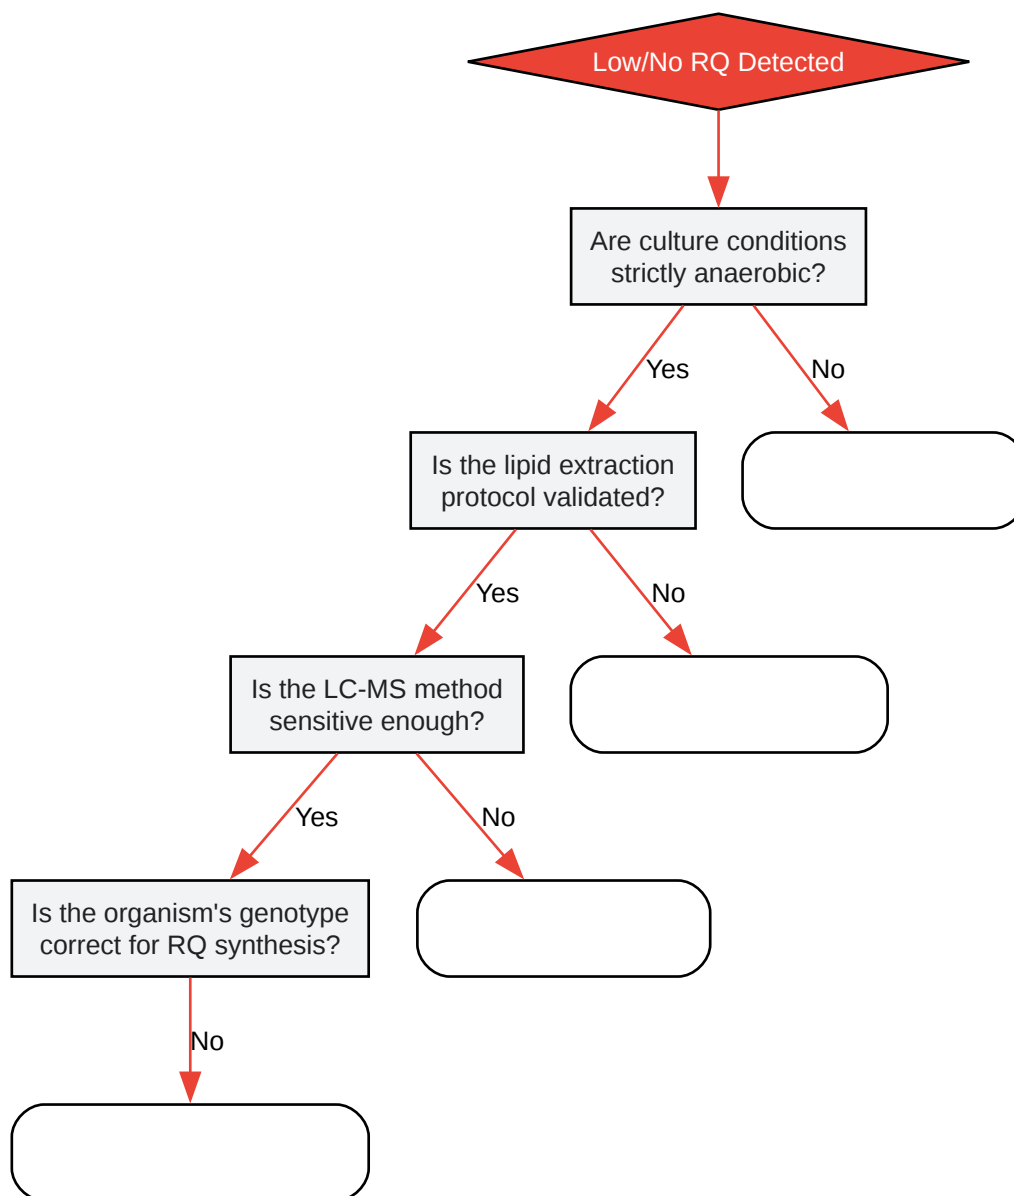 Low/No RQ Detected
Are culture conditions
strictly anaerobic?
Yes
No
Is the lipid extraction
protocol validated?
Yes
No
Is the LC-MS method
sensitive enough?
Yes
No
Is the organism's genotype
correct for RQ synthesis?
No